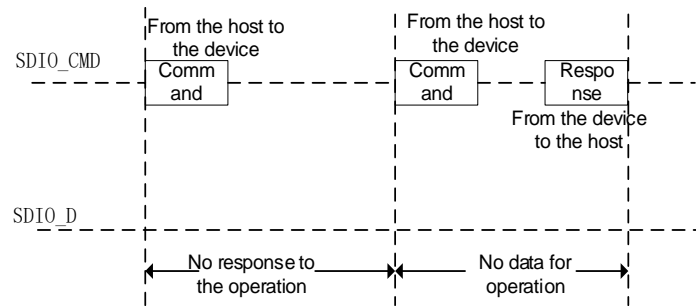 From the host to
the device
From the host to
the device
SDIO_CMD
Comm
and
Comm
and
Respo
nse
From the device
to the host
SDIO_D
No response to
the operation
No data for
operation